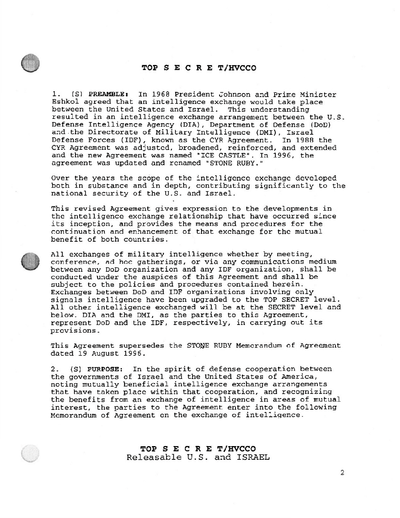 TOP S E C R E T/HVCCO
1. (S) PREAMBLE: In 1968 President Johnson and Prime Minister
Eshkol agreed that an intelligence exchange would take place
between the United States and Israel. This understanding
resulted in an intelligence exchange arrangement between the U.S.
Defense Intelligence Agency (DIA), Department of Defense (DoD)
and the Directorate of Military Intelligence (DMI), Israel
Defense Forces (IDF), known as the CYR Agreement. In 1988 the
CYR Agreement was adjusted, broadened, reinforced, and extended
and the new Agreement was named "ICE CASTLE". In 1996, the
agreement was updated and renamed "STONE RUBY."
Over the years the scope of the intelligence exchange developed
both in substance and in depth, contributing significantly to the
national security of the U.S. and Israel.
This revised Agreement gives expression to the developments in
the intelligence exchange relationship that have occurred since
its inception, and provides the means and procedures for the
continuation and enhancement of that exchange for the mutual
benefit of both countries.
All exchanges of military intelligence whether by meeting,
conference, ad hoc gatherings, or via any communications medium
between any DoD organization and any IDF organization, shall be
conducted under the auspices of this Agreement and shall be
subject to the policies and procedures contained herein.
Exchanges between DoD and IDF organizations involving only
signals intelligence have been upgraded to the TOP SECRET level.
All other intelligence exchanged will be at the SECRET level and
below. DIA and the DMI, as the parties to this Agreement,
represent DoD and the IDF, respectively, in carrying out its
provisions.
This Agreement supersedes the STONE RUBY Memorandum of Agreement
dated 19 August 1996.
2. (S) PURPOSE: In the spirit of defense cooperation between
the governments of Israel and the United States of America,
noting mutually beneficial intelligence exchange arrangements
that have taken place within that cooperation, and recognizing
the benefits from an exchange of intelligence in areas of mutual
interest, the parties to the Agreement enter into the following
Memorandum of Agreement on the exchange of intelligence.
TOP S E C R E T/HVCCO
Releasable U.S. and ISRAEL
2